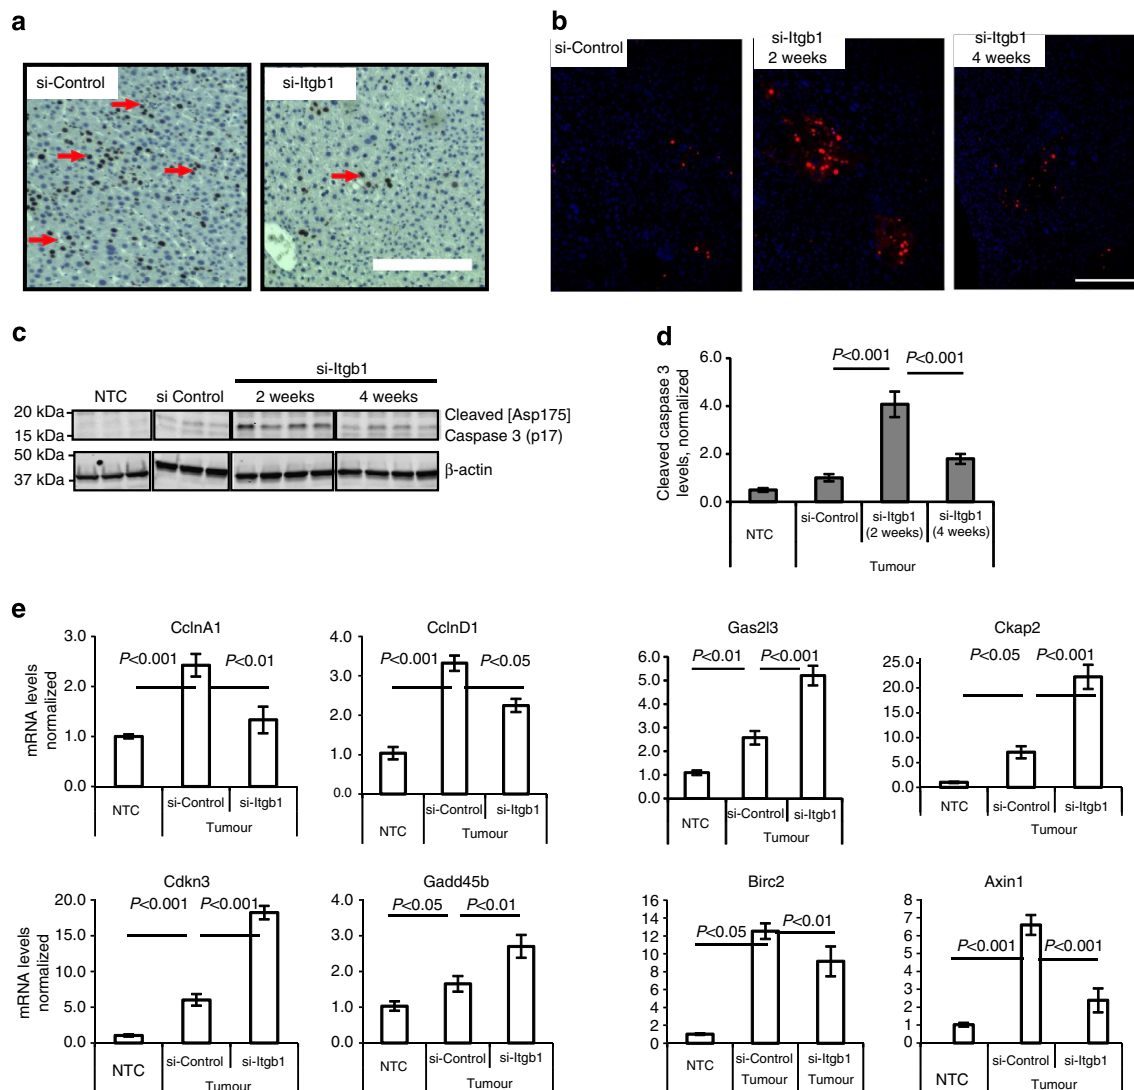 a
si-Control
si-Itgb1
b
si-Control
si-Itgb1
2 weeks
si-Itgb1
4 weeks
c
si-Itgb1
NTC
si Control
2 weeks
4 weeks
20 kDa
15 kDa
Cleaved [Asp175]
Caspase 3 (p17)
50 kDa
37 kDa
β-actin
d
Cleaved caspase 3
levels, normalized
6.0
4.0
2.0
0.0
P<0.001
P<0.001
NTC
si-Control
si-Itgb1
(2 weeks)
si-Itgb1
(4 weeks)
Tumour
e
CclnA1
mRNA levels
normalized
3.0
2.0
1.0
0.0
P<0.001
P<0.01
NTC
si-Control
si-Itgb1
Tumour
CclnD1
4.0
3.0
2.0
1.0
0.0
P<0.001
P<0.05
NTC
si-Control
si-Itgb1
Tumour
Gas2l3
6.0
5.0
4.0
3.0
2.0
1.0
0.0
P<0.01
P<0.001
NTC
si-Control
si-Itgb1
Tumour
Ckap2
25.0
20.0
15.0
10.0
5.0
0.0
P<0.05
P<0.001
NTC
si-Control
si-Itgb1
Tumour
Cdkn3
mRNA levels
normalized
20.0
15.0
10.0
5.0
0.0
P<0.001
P<0.001
NTC
si-Control
si-Itgb1
Tumour
Gadd45b
4.0
3.0
2.0
1.0
0.0
P<0.05
P<0.01
NTC
si-Control
si-Itgb1
Tumour
Birc2
16
14
12
10
8
6
4
2
0
P<0.05
P<0.01
NTC
si-Control
si-Itgb1
Tumour
Tumour
Axin1
8
7
6
5
4
3
2
1
0
P<0.001
P<0.001
NTC
si-Control
si-Itgb1
Tumour